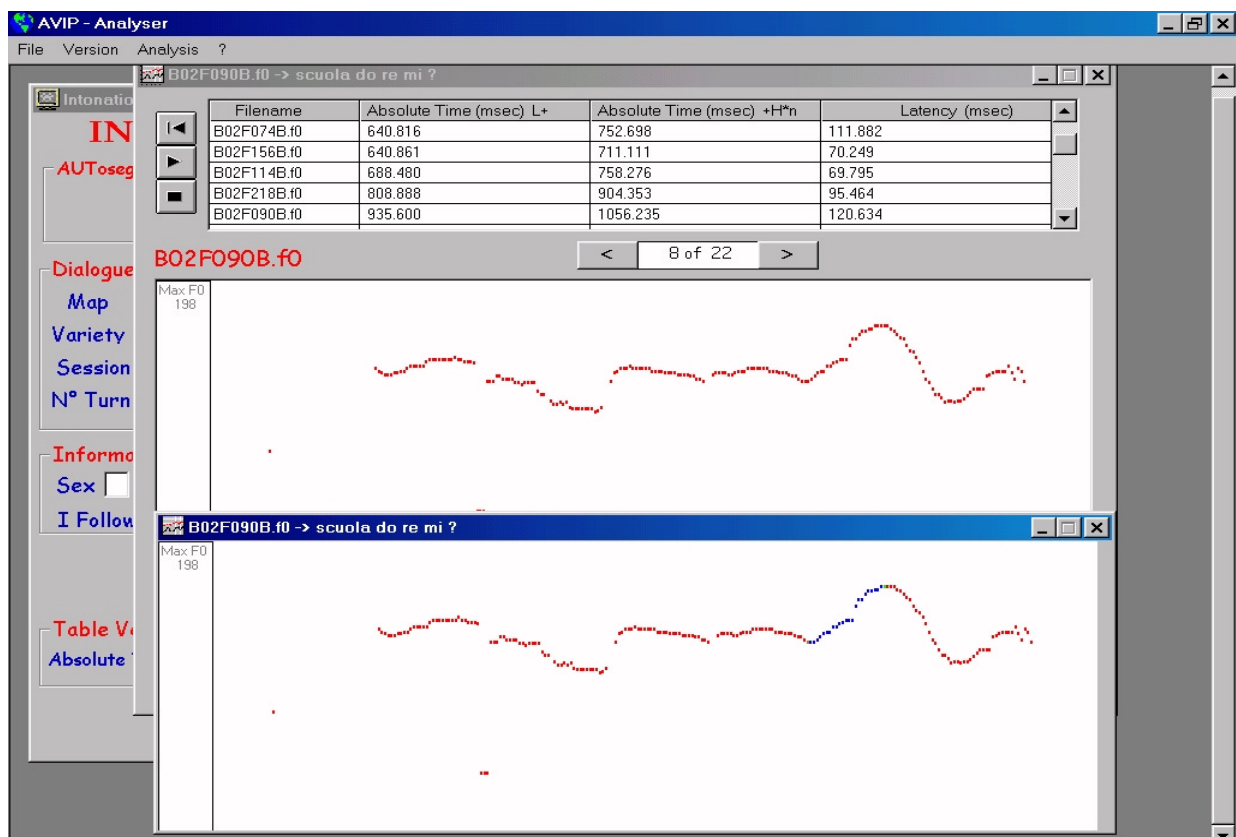 AVIP - Analyser
File Version Analysis ?
B02F090B.f0 -> scuola do re mi ?
Intonatio
IN
AUToseg
Filename Absolute Time (msec) L+ Absolute Time (msec) +H*n Latency (msec)
B02F074B.f0 640.816 752.698 111.882
B02F156B.f0 640.861 711.111 70.249
B02F114B.f0 688.480 758.276 69.795
B02F218B.f0 808.888 904.353 95.464
B02F090B.f0 935.600 1056.235 120.634
B02F090B.f0
< 8 of 22 >
Dialogue
Map
Variety
Session
N° Turn
Max F0
198
Informa
Sex
I Follow
B02F090B.f0 -> scuola do re mi ?
Max F0
198
Table Va
Absolute